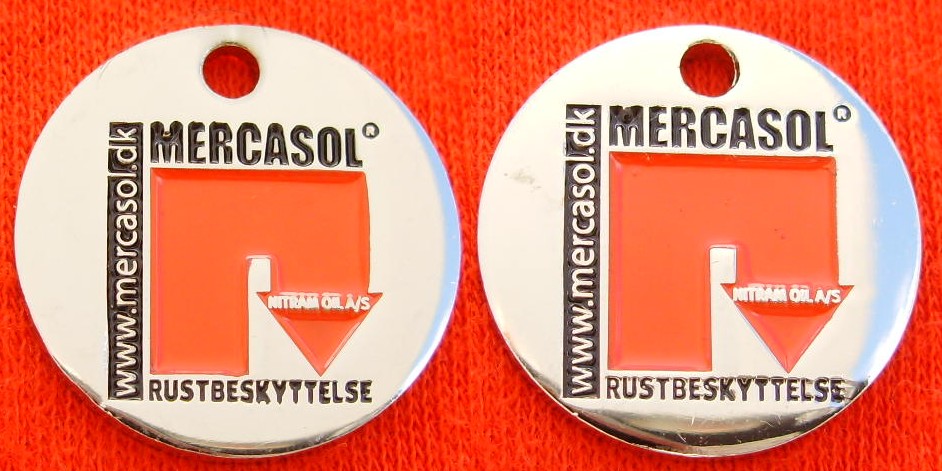 MERCASOL®
www.mercasol.dk
NITRAM OIL A/S
RUSTBESKYTTELSE
MERCASOL®
www.mercasol.dk
NITRAM OIL A/S
RUSTBESKYTTELSE